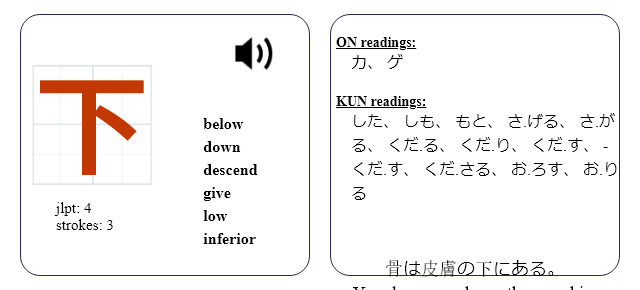 下
jlpt: 4
strokes: 3
below
down
descend
give
low
inferior
ON readings:
カ、 ゲ
KUN readings:
した、 しも、 もと、 さ.げる、 さ.が
る、 くだ.る、 くだ.り、 くだ.す、 -
くだ.す、 くだ.さる、 お.ろす、 お.り
る
骨は皮膚の下にある。